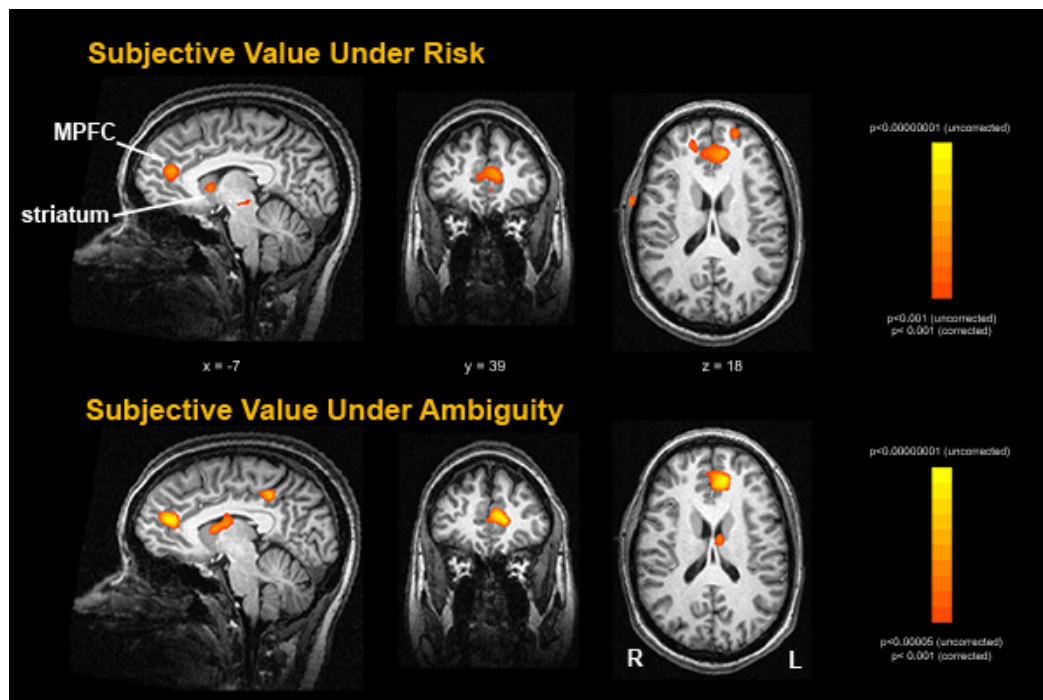 Subjective Value Under Risk
MPFC
striatum
p<0.00000001 (uncorrected)
p<0.001 (uncorrected)
p< 0.001 (corrected)
x = -7
y = 39
z = 18
Subjective Value Under Ambiguity
p<0.00000001 (uncorrected)
p<0.00005 (uncorrected)
p< 0.001 (corrected)
R
L